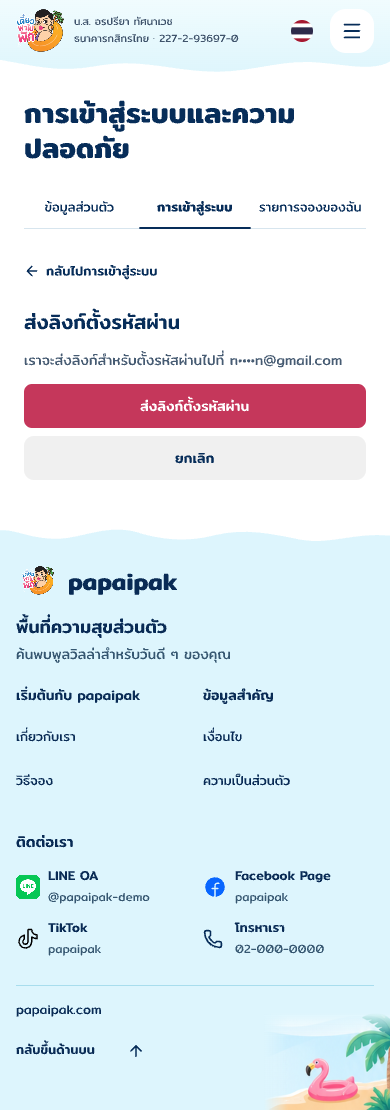 น.ส. อรปรียา ทัศนาเวช
ธนาคารกสิกรไทย · 227-2-93697-0
การเข้าสู่ระบบและความ
ปลอดภัย
ข้อมูลส่วนตัว
การเข้าสู่ระบบ
รายการจองของฉัน
กลับไปการเข้าสู่ระบบ
ส่งลิงก์ตั้งรหัสผ่าน
เราจะส่งลิงก์สำหรับตั้งรหัสผ่านไปที่ n••••n@gmail.com
ส่งลิงก์ตั้งรหัสผ่าน
ยกเลิก
papaipak
พื้นที่ความสุขส่วนตัว
ค้นพบพูลวิลล่าสำหรับวันดี ๆ ของคุณ
เริ่มต้นกับ papaipak
ข้อมูลสำคัญ
เกี่ยวกับเรา
เงื่อนไข
วิธีจอง
ความเป็นส่วนตัว
ติดต่อเรา
LINE OA
@papaipak-demo
Facebook Page
papaipak
TikTok
papaipak
โทรหาเรา
02-000-0000
papaipak.com
กลับขึ้นด้านบน